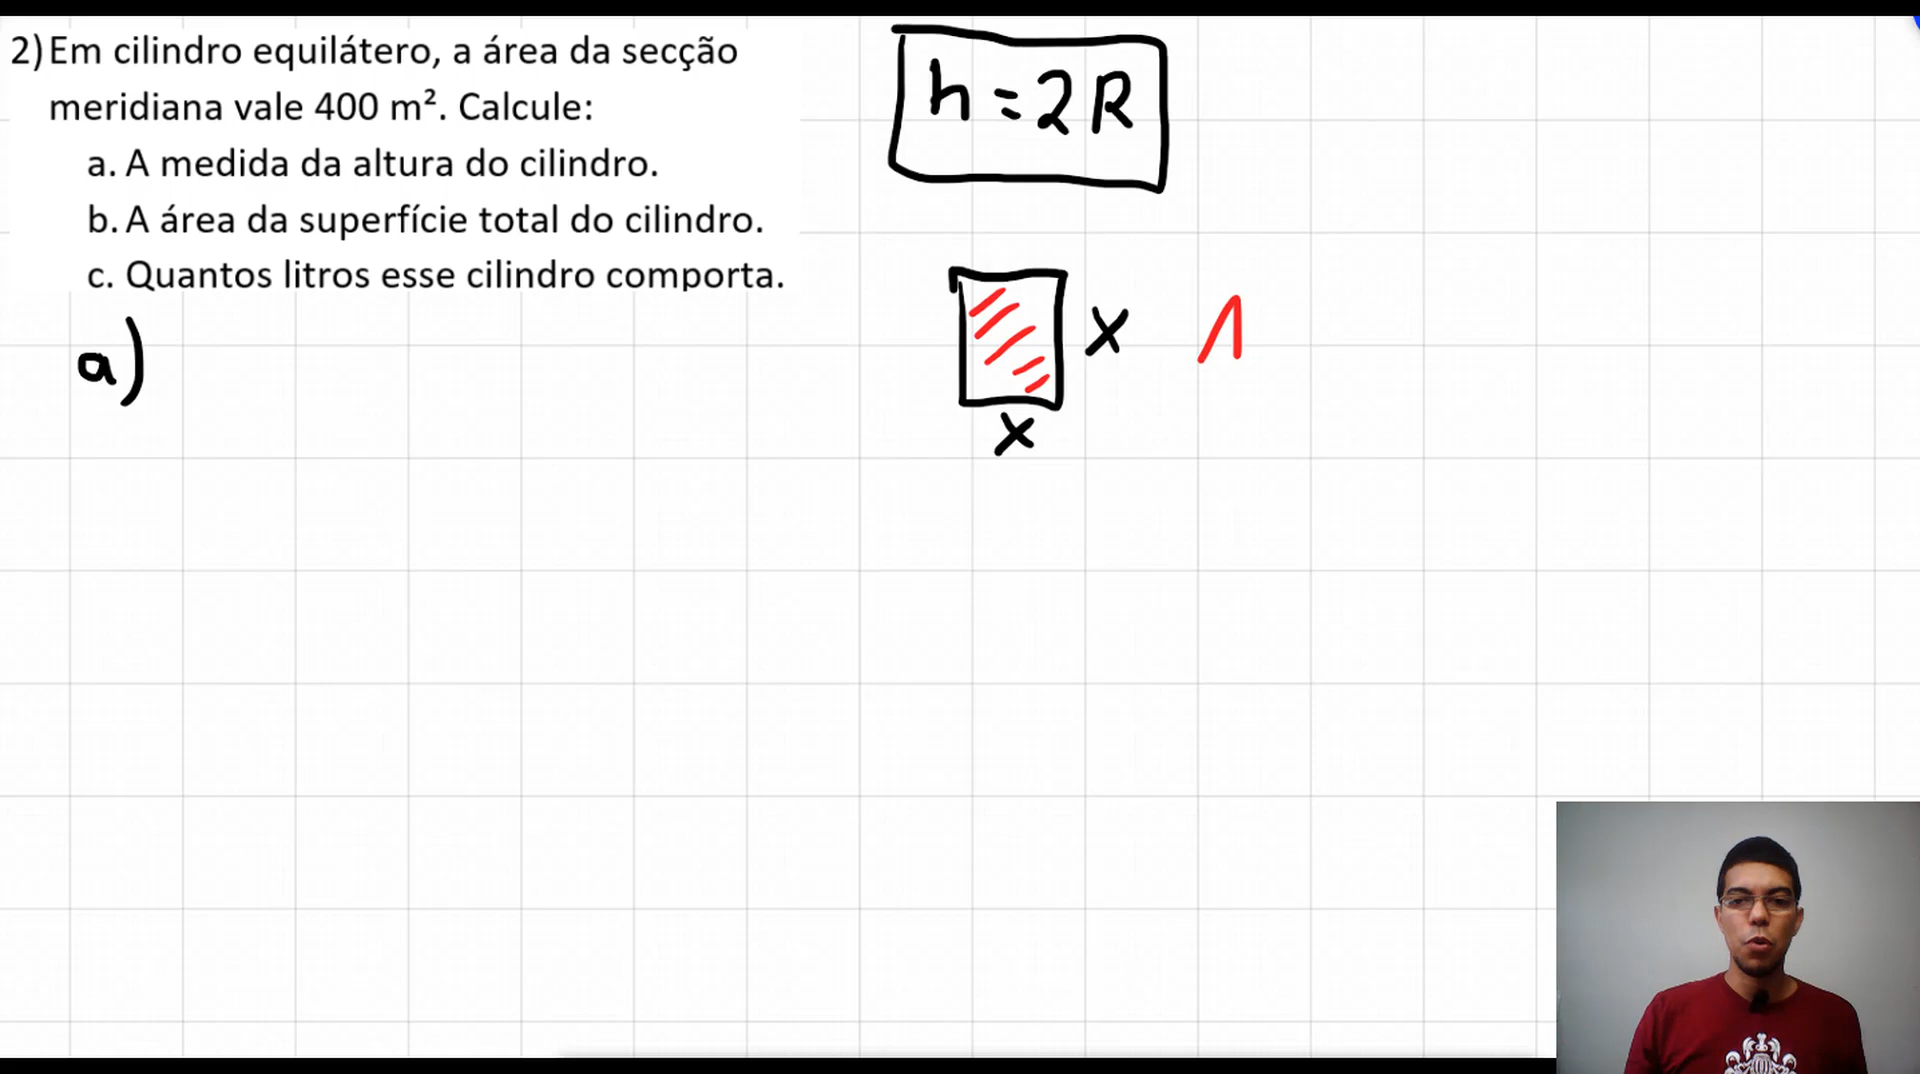 2) Em cilindro equilátero, a área da secção
meridiana vale 400 m². Calcule:
a. A medida da altura do cilindro.
b. A área da superfície total do cilindro.
c. Quantos litros esse cilindro comporta.
a)
h = 2R
x
x